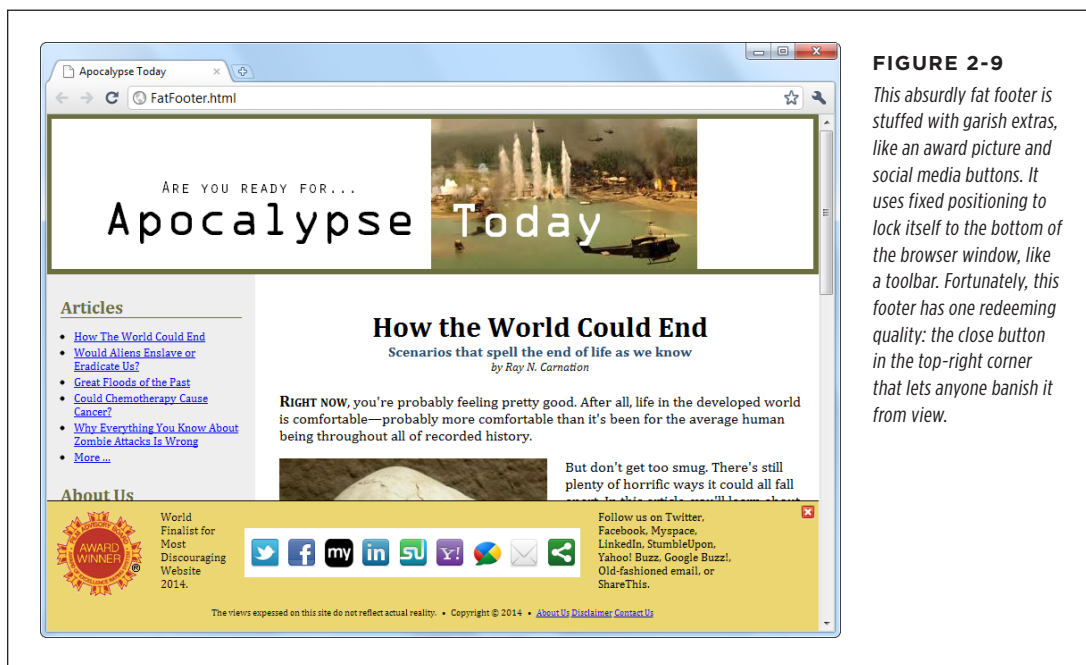 Apocalypse Today
FatFooter.html
ARE YOU READY FOR...
Apocalypse Today
Articles
How The World Could End
Would Aliens Enslave or
Eradicate Us?
Great Floods of the Past
Could Chemotherapy Cause
Cancer?
Why Everything You Know About
Zombie Attacks Is Wrong
More ...
About Us
How the World Could End
Scenarios that spell the end of life as we know
by Ray N. Carnation
RIGHT NOW, you're probably feeling pretty good. After all, life in the developed world
is comfortable—probably more comfortable than it's been for the average human
being throughout all of recorded history.
But don't get too smug. There's still
plenty of horrific ways it could all fall
apart. In this article, you'll learn about
AWARD
WINNER
®
World
Finalist for
Most
Discouraging
Website
2014.
my
in
Y!
Follow us on Twitter,
Facebook, Myspace,
LinkedIn, StumbleUpon,
Yahoo! Buzz, Google Buzz!,
Old-fashioned email, or
ShareThis.
The views expressed on this site do not reflect actual reality. • Copyright © 2014 • About Us Disclaimer Contact Us
FIGURE 2-9
This absurdly fat footer is
stuffed with garish extras,
like an award picture and
social media buttons. It
uses fixed positioning to
lock itself to the bottom of
the browser window, like
a toolbar. Fortunately, this
footer has one redeeming
quality: the close button
in the top-right corner
that lets anyone banish it
from view.